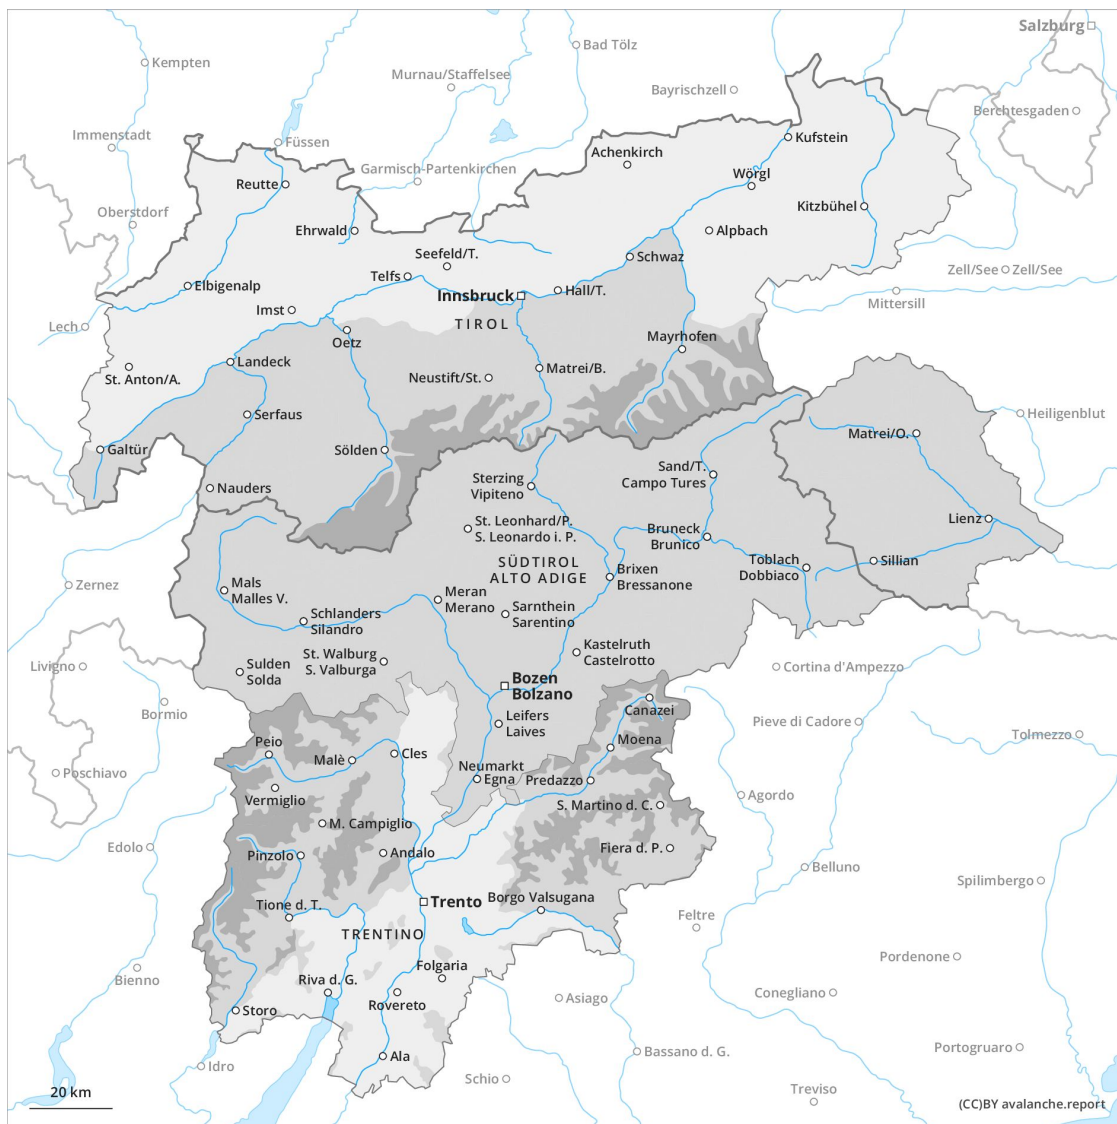 Salzburg
Bad Tölz
Kempten
Murnau/Staffelsee
Bayrischzell
Berchtesgaden
Immenstadt
Füssen
Kufstein
Achenkirch
Garmisch-Partenkirchen
Wörgl
Reutte
Oberstdorf
Kitzbühel
Ehrwald
Alpbach
Seefeld/T.
Schwaz
Telfs
Zell/See
Zell/See
Elbigenalp
Innsbruck
Hall/T.
Mittersill
Imst
TIROL
Lech
Oetz
Mayrhofen
Landeck
Matrei/B.
St. Anton/A.
Neustift/St.
Serfaus
Heiligenblut
Matrei/O.
Galtür
Sölden
Sand/T.
Campo Tures
Sterzing
Vipiteno
Nauders
St. Leonhard/P.
S. Leonardo i. P.
Lienz
Bruneck
Brunico
SÜDTIROL
ALTO ADIGE
Toblach
Dobbiaco
Sillian
Brixen
Bressanone
Zernez
Mals
Malles V.
Meran
Merano
Sarnthein
Sarentino
Schlanders
Silandro
Kastelruth
Castelrotto
St. Walburg
S. Valburga
Livigno
Sulden
Solda
Cortina d'Ampezzo
Bozen
Bolzano
Bormio
Canazei
Leifers
Laives
Pieve di Cadore
Tolmezzo
Peio
Moena
Malè
Cles
Poschiavo
Neumarkt
Egna
Predazzo
Vermiglio
Agordo
S. Martino d. C.
M. Campiglio
Edolo
Fiera d. P.
Pinzolo
Andalo
Belluno
Spilimbergo
Tione d. T.
Trento
Borgo Valsugana
Feltre
TRENTINO
Pordenone
Bienno
Folgaria
Riva d. G.
Conegliano
Rovereto
Asiago
Storo
Portogruaro
Ala
Bassano d. G.
Idro
Schio
Treviso
20 km
(CC)BY avalanche.report